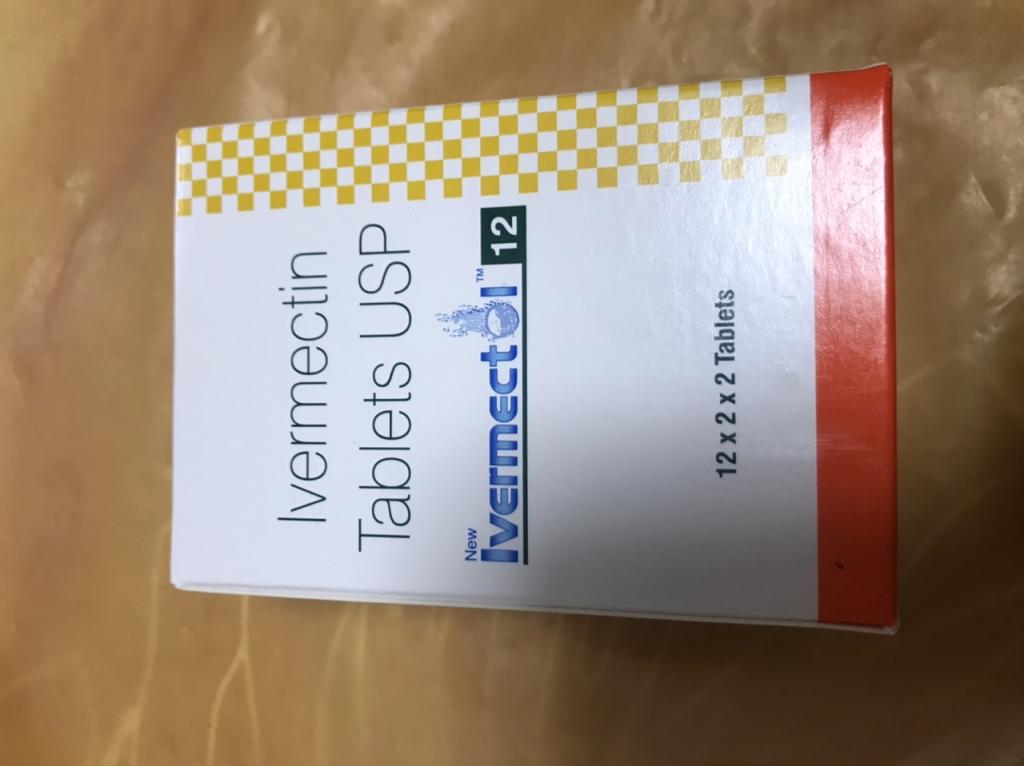 Ivermectin
Tablets USP
New
Ivermectol™ 12
12 x 2 x 2 Tablets